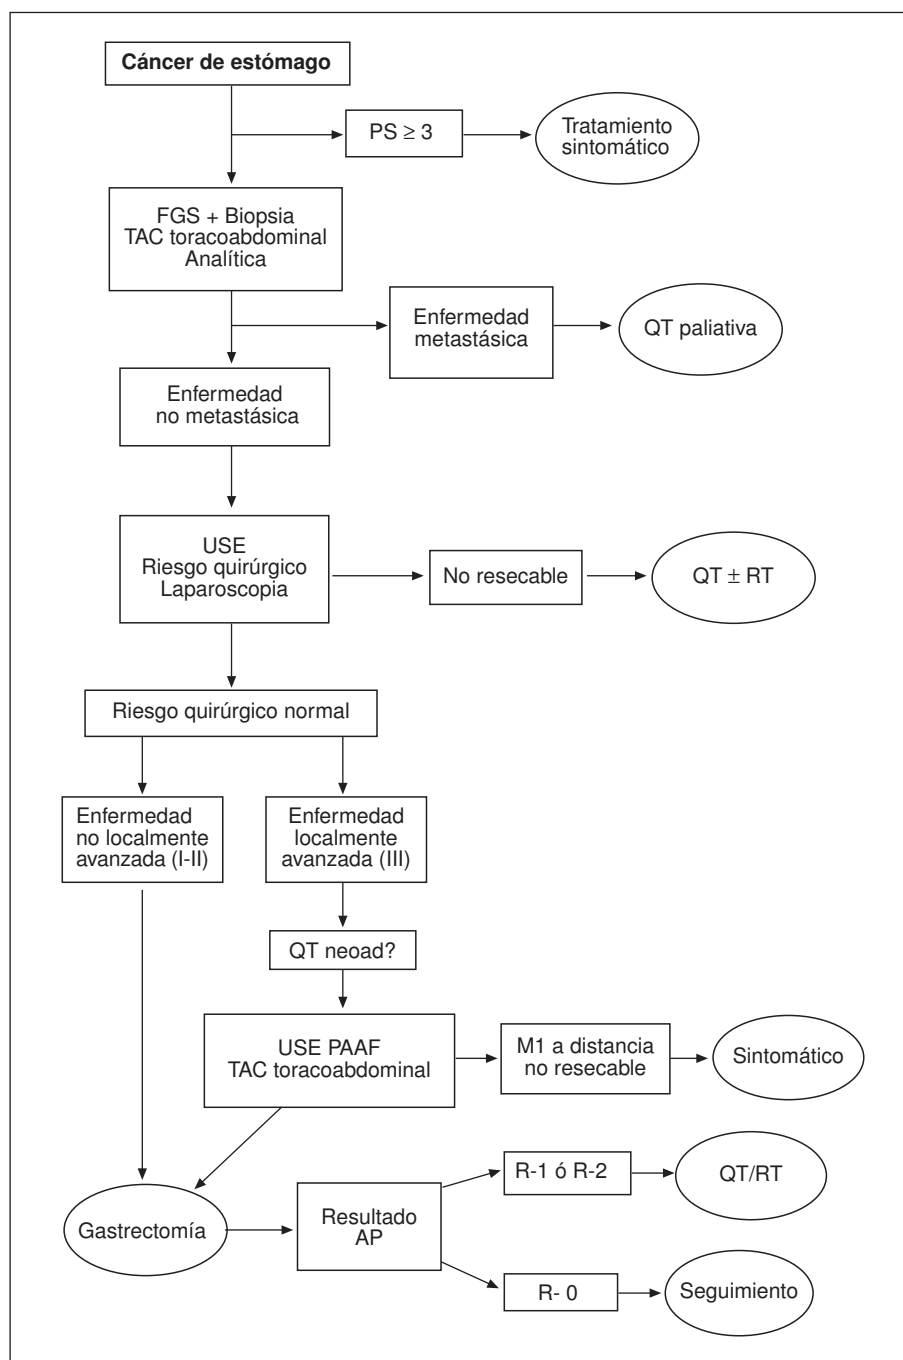 Cáncer de estómago
PS ≥ 3
Tratamiento
sintomático
FGS + Biopsia
TAC toracoabdominal
Analítica
Enfermedad
metastásica
QT paliativa
Enfermedad
no metastásica
USE
Riesgo quirúrgico
Laparoscopia
No resecable
QT ± RT
Riesgo quirúrgico normal
Enfermedad
no localmente
avanzada (I-II)
Enfermedad
localmente
avanzada (III)
QT neoad?
USE PAAF
TAC toracoabdominal
M1 a distancia
no resecable
Sintomático
Gastrectomía
Resultado
AP
R-1 ó R-2
QT/RT
R- 0
Seguimiento